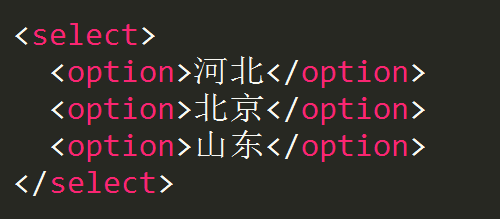 <select>
  <option>河北</option>
  <option>北京</option>
  <option>山东</option>
</select>